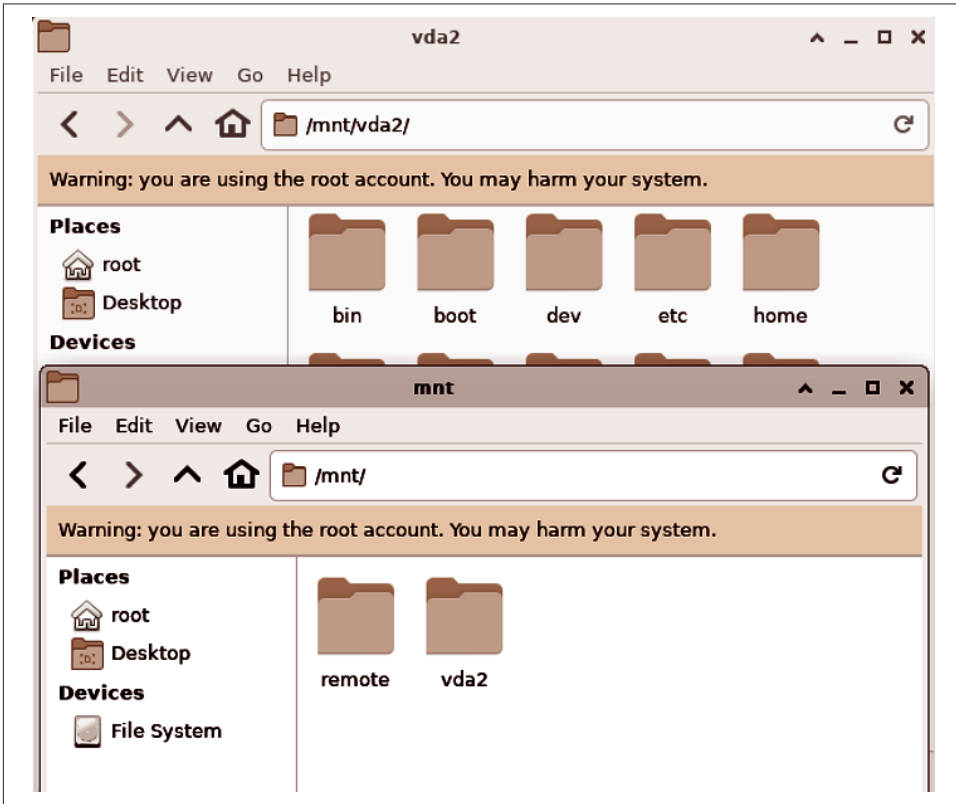 vda2
File Edit View Go Help
/mnt/vda2/
Warning: you are using the root account. You may harm your system.
Places
root
Desktop
Devices
bin boot dev etc home
mnt
File Edit View Go Help
/mnt/
Warning: you are using the root account. You may harm your system.
Places
root
Desktop
Devices
File System
remote vda2